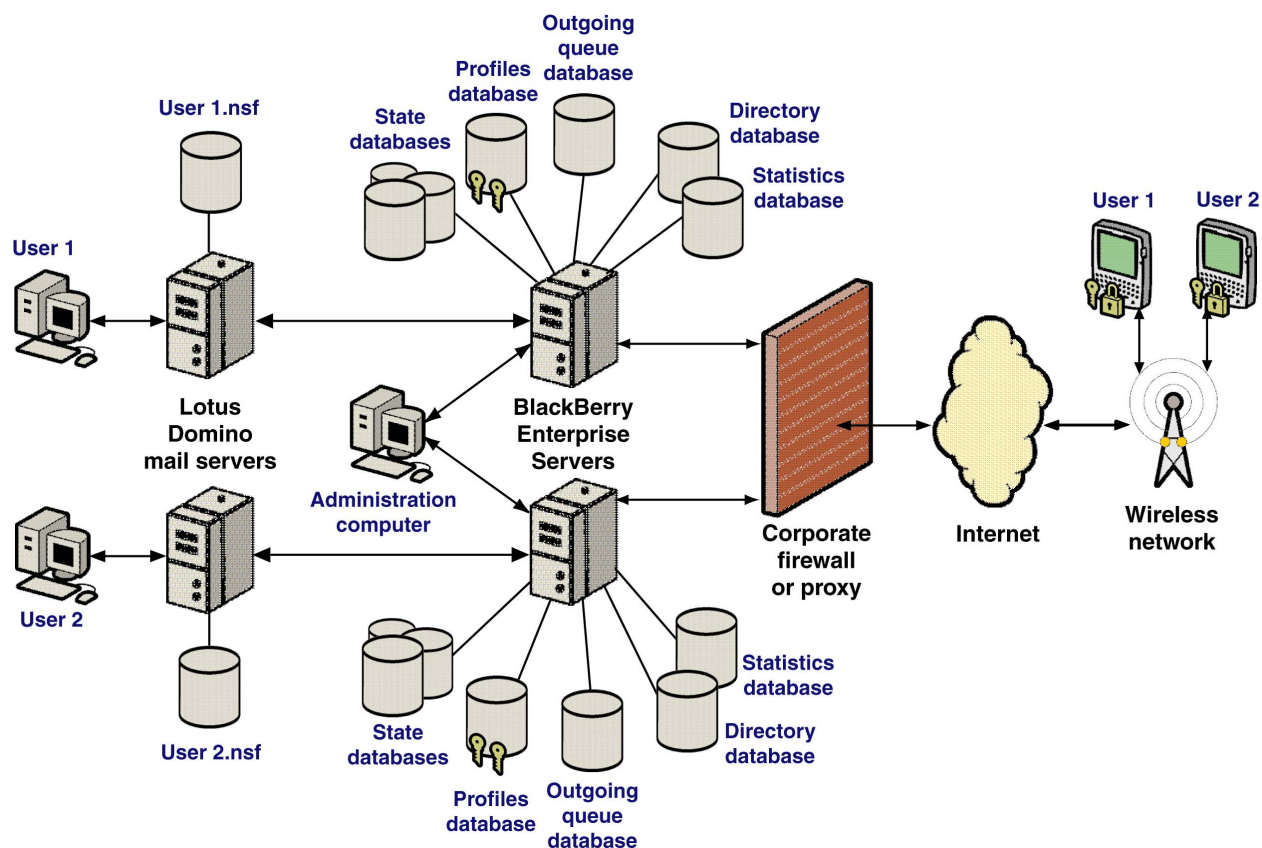 Outgoing
queue
database
Profiles
database
User 1.nsf
State
databases
Directory
database
Statistics
database
User 1
User 2
User 1
Lotus
Domino
mail servers
BlackBerry
Enterprise
Servers
Administration
computer
Corporate
firewall
or proxy
Internet
Wireless
network
User 2
User 2.nsf
State
databases
Profiles
database
Outgoing
queue
database
Statistics
database
Directory
database